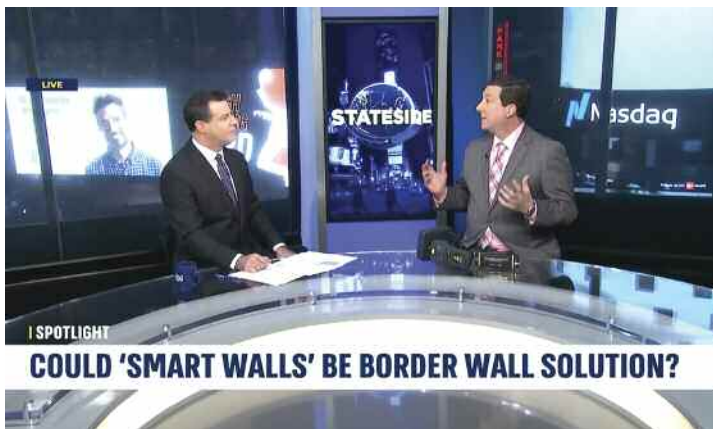 LIVE
STATESIDE
Nasdaq
SPOTLIGHT
COULD 'SMART WALLS' BE BORDER WALL SOLUTION?